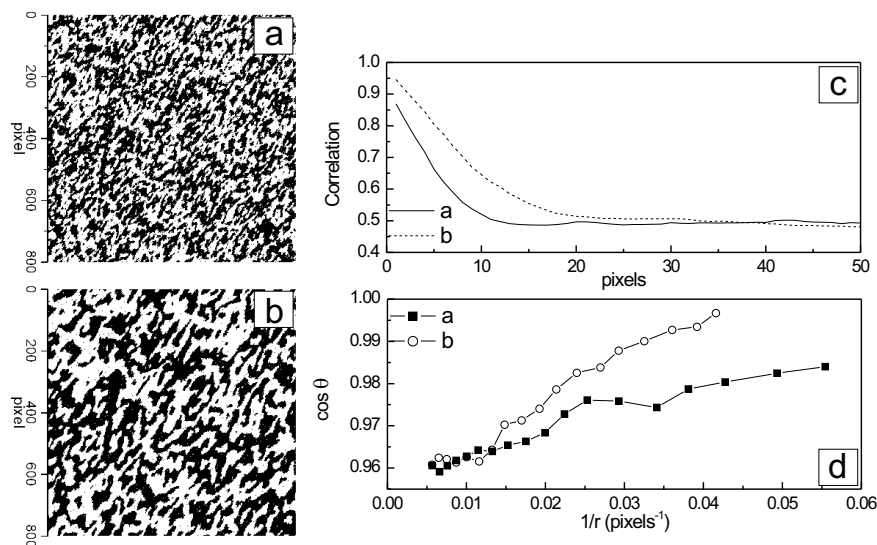 a
0
200
400
600
800
pixel
b
0
200
400
600
800
pixel
c
1.0
0.9
0.8
0.7
0.6
0.5
0.4
Correlation
a
b
0
10
20
30
40
50
pixels
d
1.00
0.99
0.98
0.97
0.96
cos θ
a
b
0.00
0.01
0.02
0.03
0.04
0.05
0.06
1/r (pixels⁻¹)